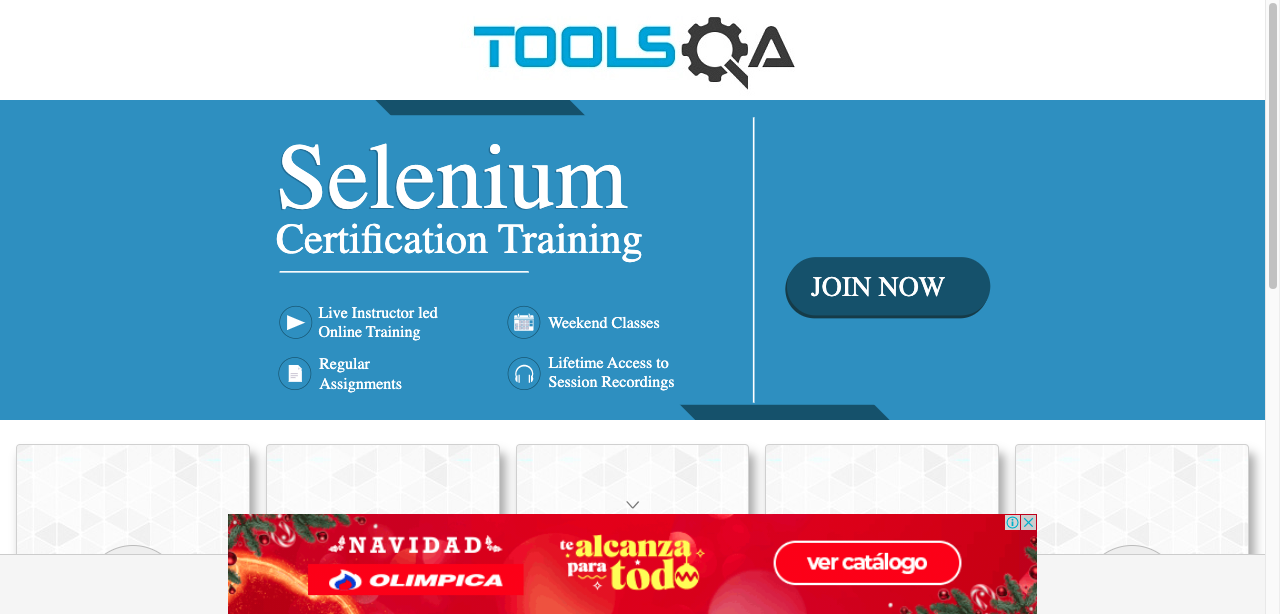 TOOLSQA
Selenium
Certification Training
Live Instructor led
Online Training
Weekend Classes
Regular
Assignments
Lifetime Access to
Session Recordings
JOIN NOW
NAVIDAD
OLIMPICA
te
alcanza
para
todo
ver catálogo